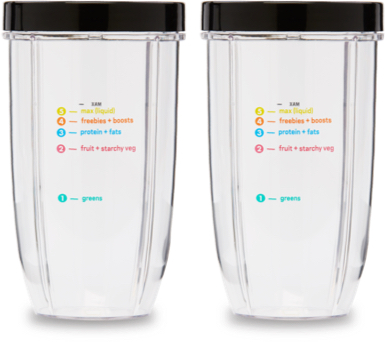 5 — max (liquid)
4 — freebies + boosts
3 — protein + fats
2 — fruit + starchy veg
1 — greens
5 — max (liquid)
4 — freebies + boosts
3 — protein + fats
2 — fruit + starchy veg
1 — greens